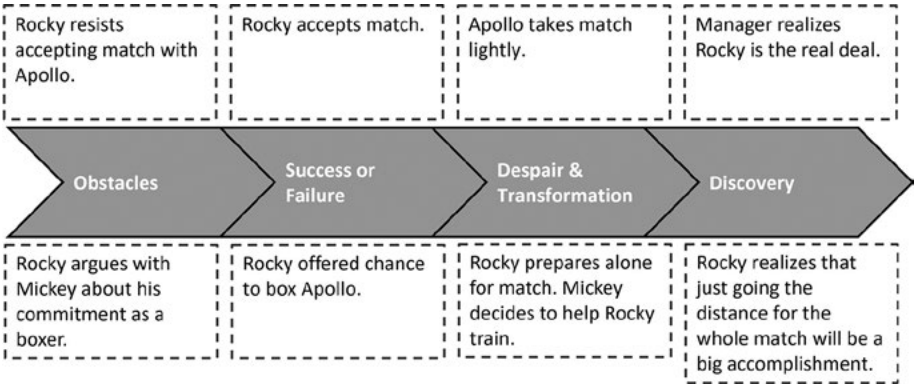 Rocky resists
accepting match with
Apollo.
Rocky accepts match.
Apollo takes match
lightly.
Manager realizes
Rocky is the real deal.
Obstacles
Success or
Failure
Despair &
Transformation
Discovery
Rocky argues with
Mickey about his
commitment as a
boxer.
Rocky offered chance
to box Apollo.
Rocky prepares alone
for match. Mickey
decides to help Rocky
train.
Rocky realizes that
just going the
distance for the
whole match will be a
big accomplishment.